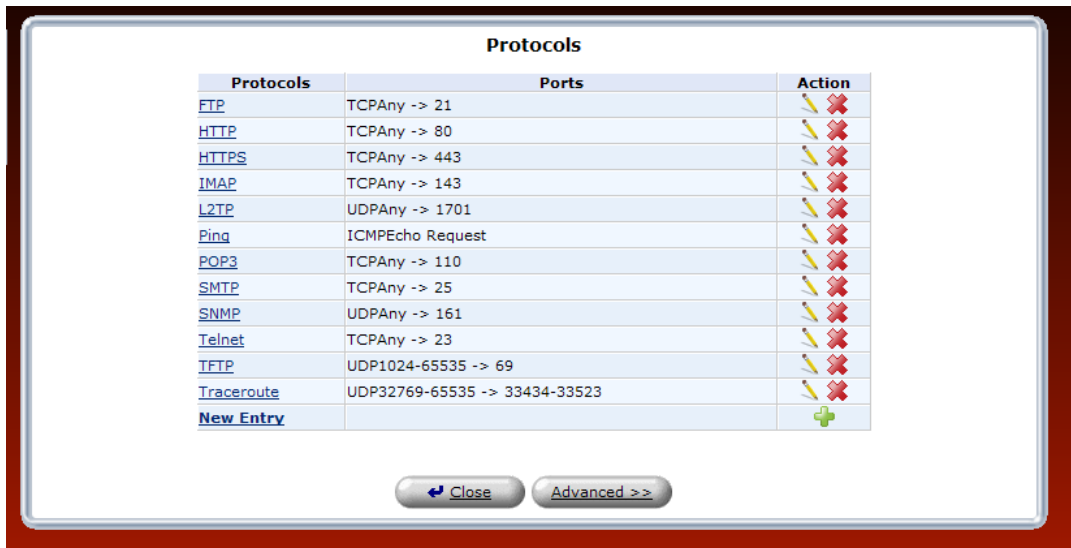 Protocols
Protocols Ports Action
FTP TCPAny -> 21
HTTP TCPAny -> 80
HTTPS TCPAny -> 443
IMAP TCPAny -> 143
L2TP UDPAny -> 1701
Ping ICMPEcho Request
POP3 TCPAny -> 110
SMTP TCPAny -> 25
SNMP UDPAny -> 161
Telnet TCPAny -> 23
TFTP UDP1024-65535 -> 69
Traceroute UDP32769-65535 -> 33434-33523
New Entry
Close Advanced >>